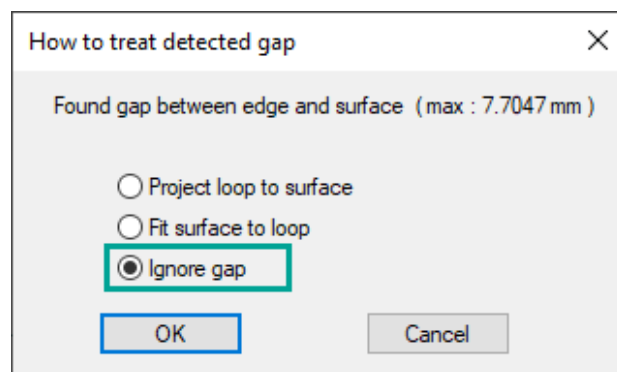 How to treat detected gap
Found gap between edge and surface ( max : 7.7047 mm )
Project loop to surface
Fit surface to loop
Ignore gap
OK Cancel